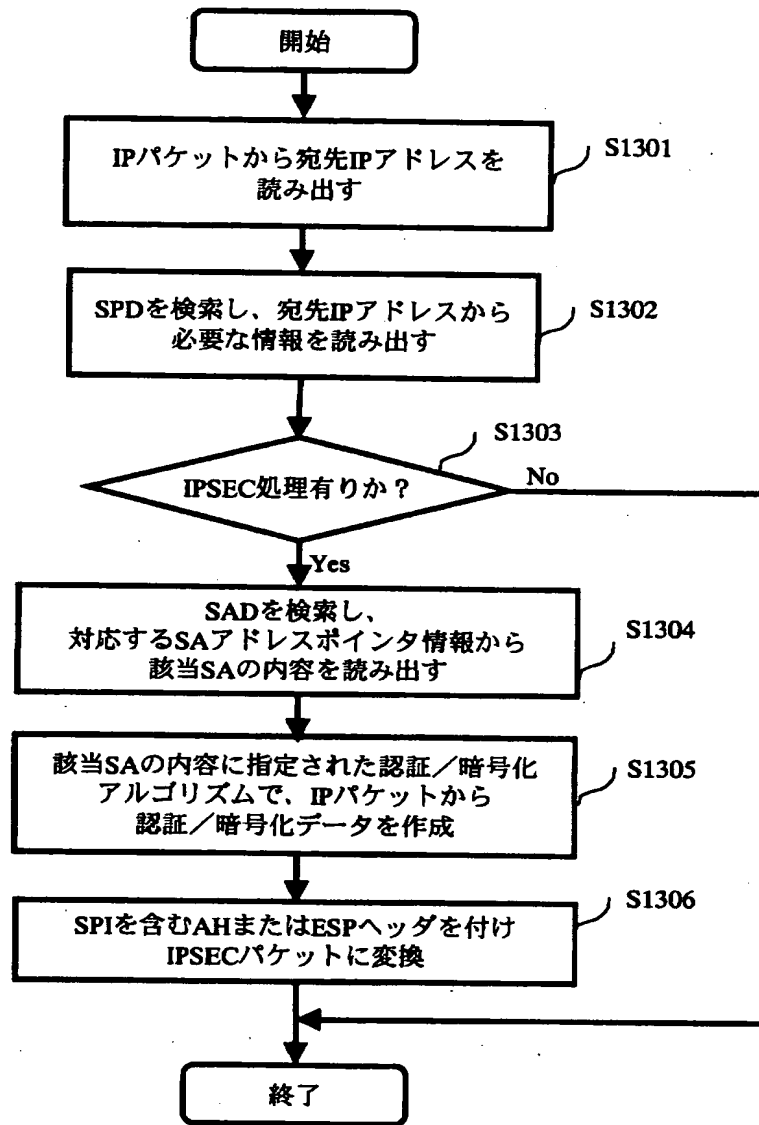 開始
IPパケットから宛先IPアドレスを
読み出す
S1301
SPDを検索し、宛先IPアドレスから
必要な情報を読み出す
S1302
S1303
IPSEC処理有りか？
No
Yes
SADを検索し、
対応するSAアドレスポインタ情報から
該当SAの内容を読み出す
S1304
該当SAの内容に指定された認証／暗号化
アルゴリズムで、IPパケットから
認証／暗号化データを作成
S1305
SPIを含むAHまたはESPヘッダを付け
IPSECパケットに変換
S1306
終了